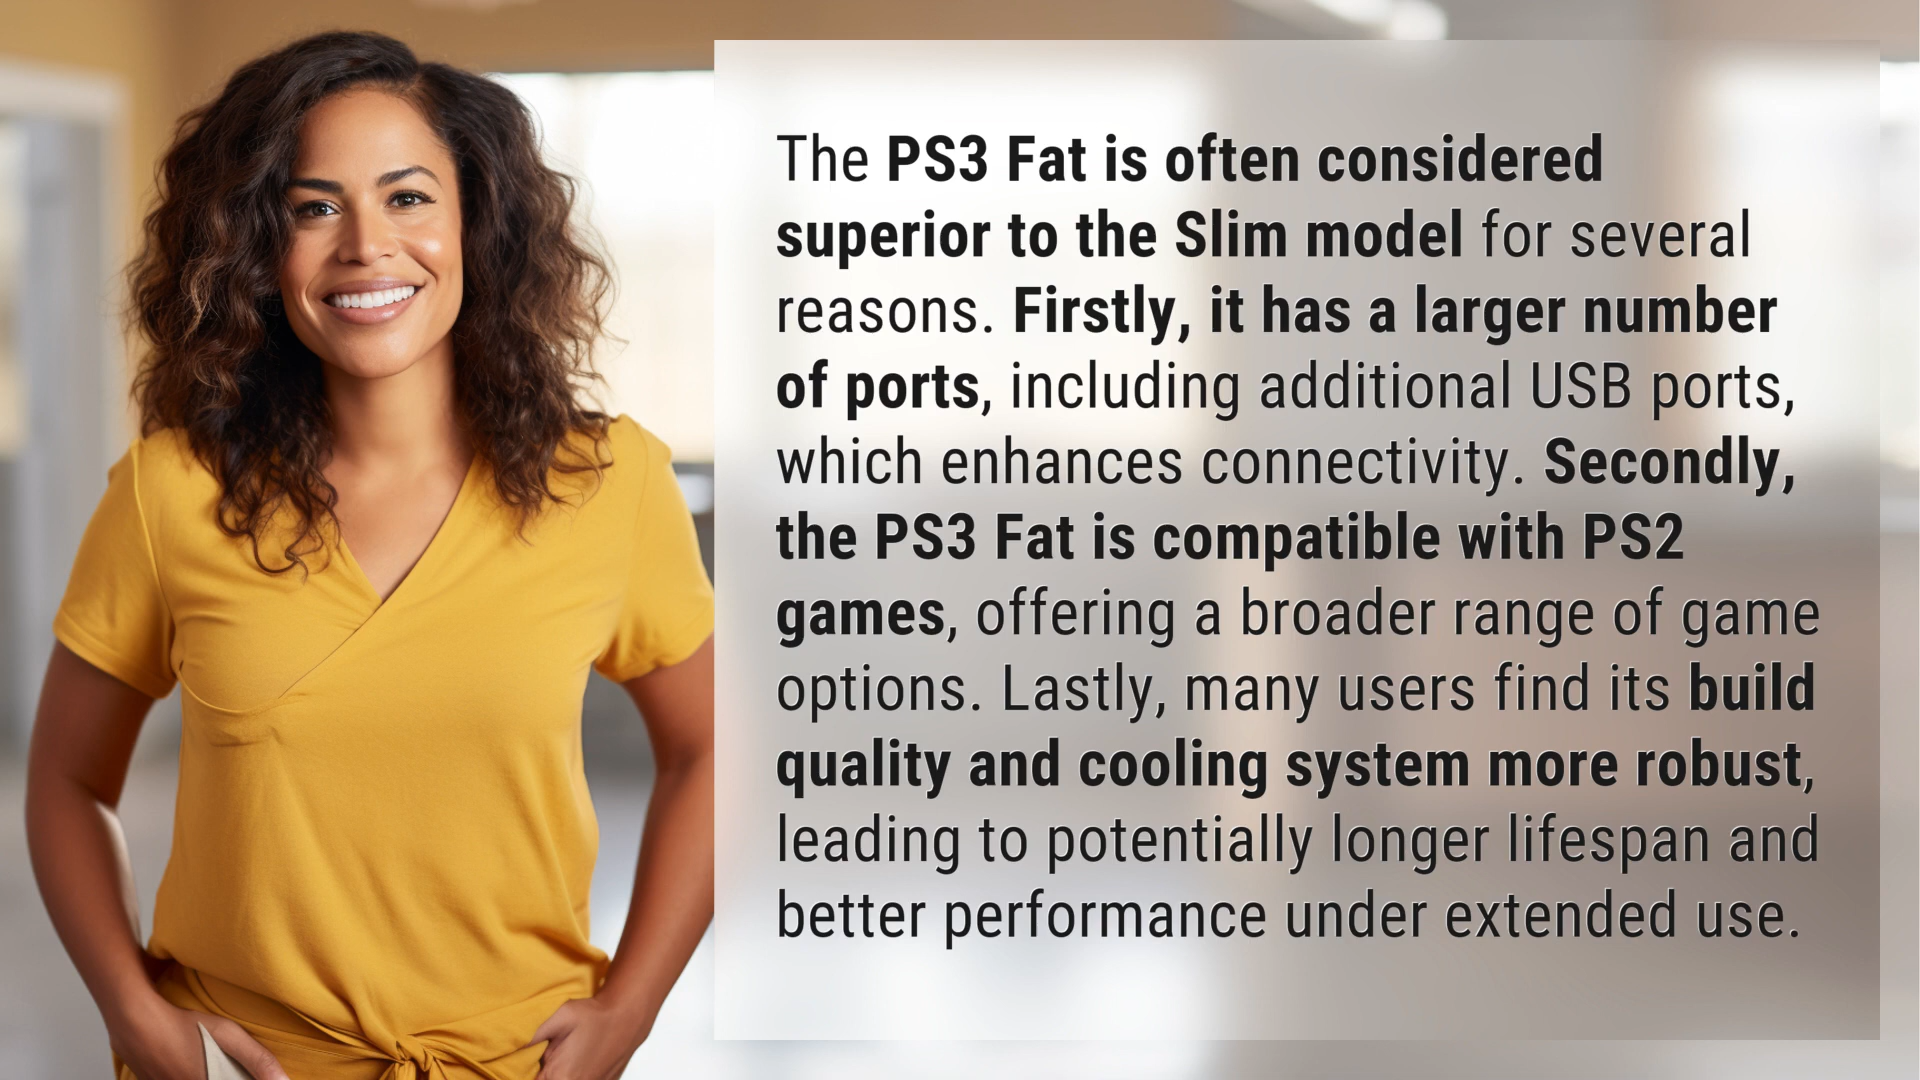 The PS3 Fat is often considered
superior to the Slim model for several
reasons. Firstly, it has a larger number
of ports, including additional USB ports,
which enhances connectivity. Secondly,
the PS3 Fat is compatible with PS2
games, offering a broader range of game
options. Lastly, many users find its build
quality and cooling system more robust,
leading to potentially longer lifespan and
better performance under extended use.